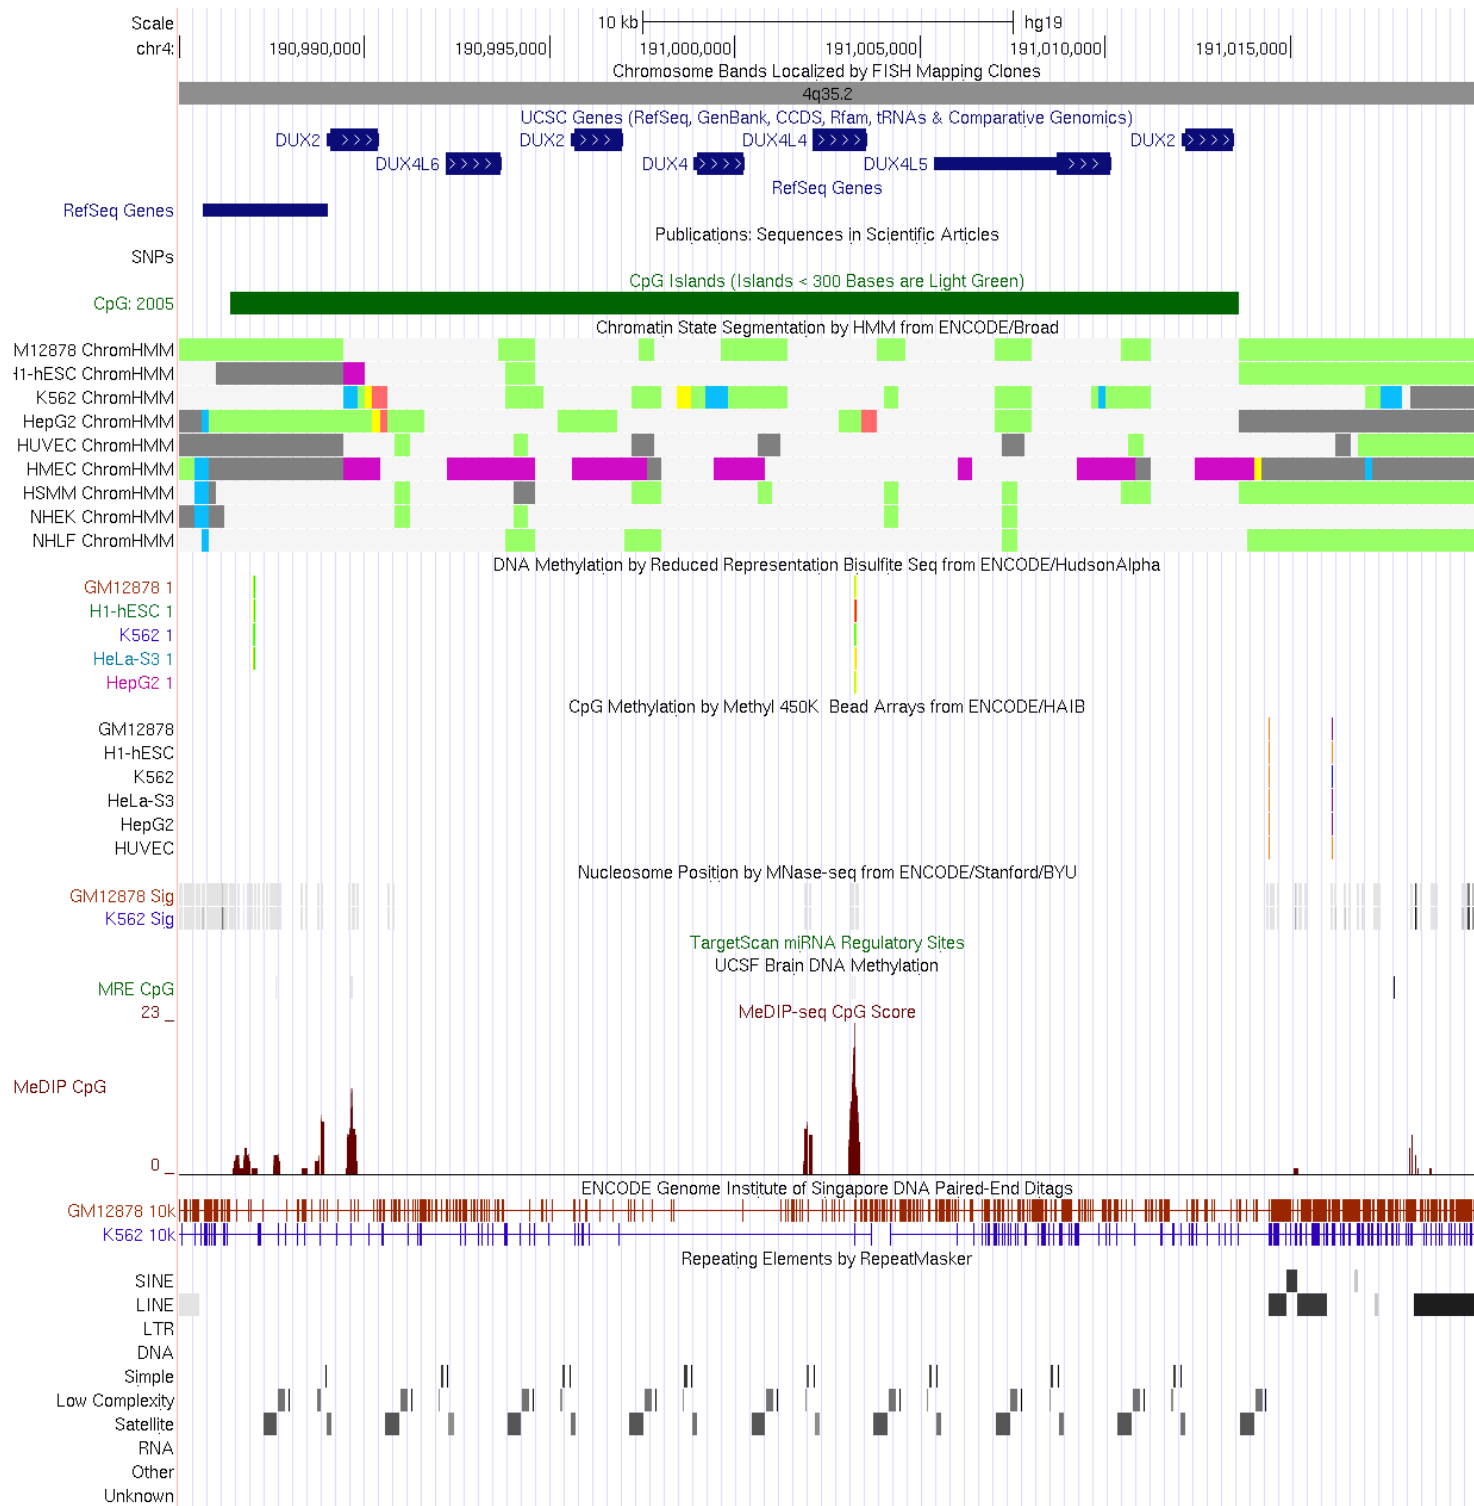 Scale 10 kb hg19
chr4: 190,990,000 190,995,000 191,000,000 191,005,000 191,010,000 191,015,000
Chromosome Bands Localized by FISH Mapping Clones
4q35.2
UCSC Genes (RefSeq, GenBank, CCDS, Rfam, tRNAs & Comparative Genomics)
DUX2 DUX2 DUX4L4 DUX2
DUX4L6 DUX4 DUX4L5
RefSeq Genes
RefSeq Genes
Publications: Sequences in Scientific Articles
SNPs
CpG Islands (Islands < 300 Bases are Light Green)
CpG: 2005
Chromatin State Segmentation by HMM from ENCODE/Broad
M12878 ChromHMM
H1-hESC ChromHMM
K562 ChromHMM
HepG2 ChromHMM
HUVEC ChromHMM
HMEC ChromHMM
HSMM ChromHMM
NHEK ChromHMM
NHLF ChromHMM
DNA Methylation by Reduced Representation Bisulfite Seq from ENCODE/HudsonAlpha
GM12878 1
H1-hESC 1
K562 1
HeLa-S3 1
HepG2 1
CpG Methylation by Methyl 450K Bead Arrays from ENCODE/HAIB
GM12878
H1-hESC
K562
HeLa-S3
HepG2
HUVEC
Nucleosome Position by MNase-seq from ENCODE/Stanford/BYU
GM12878 Sig
K562 Sig
TargetScan miRNA Regulatory Sites
UCSF Brain DNA Methylation
MRE CpG
MeDIP-seq CpG Score
23 _
MeDIP CpG
0 _
ENCODE Genome Institute of Singapore DNA Paired-End Ditags
GM12878 10k
K562 10k
Repeating Elements by RepeatMasker
SINE
LINE
LTR
DNA
Simple
Low Complexity
Satellite
RNA
Other
Unknown